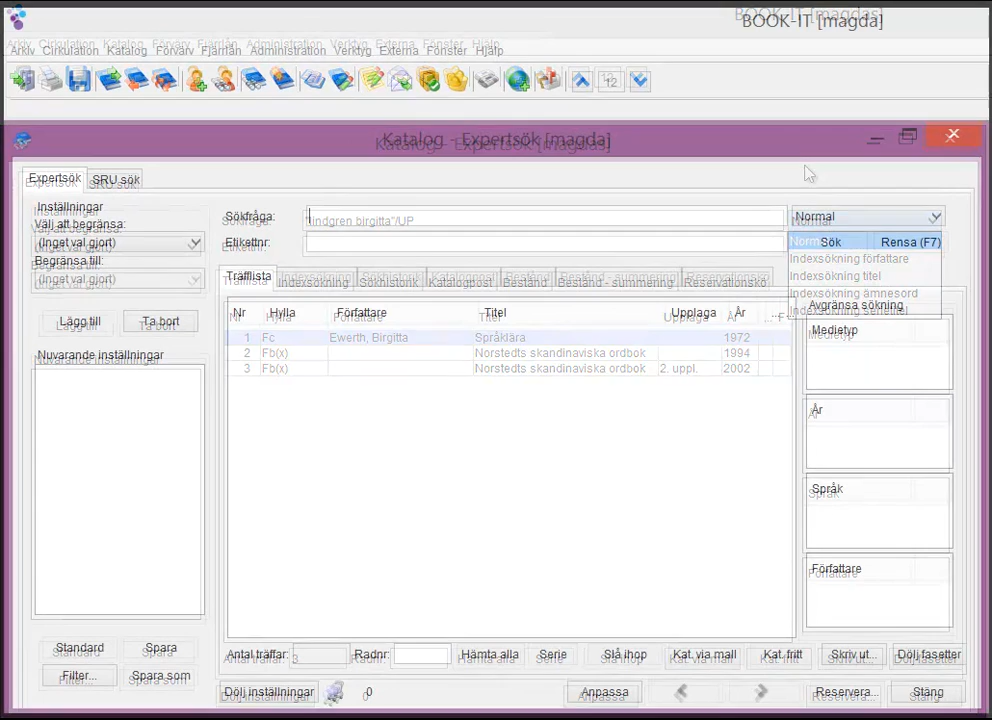 BOOK-IT [magda]
Arkiv Cirkulation Katalog Förvärv Fjärrlån Administration Verktyg Externa Fönster Hjälp
12
Katalog - Expertsök [magda]
Expertsök SRU sök
Inställningar
Välj att begränsa:
(Inget val gjort)
Begränsa till:
(Inget val gjort)
Lägg till Ta bort
Nuvarande inställningar
Standard Spara
Filter... Spara som
Dölj inställningar 0
Sökfråga: lindgren birgitta"/UP Normal
Etikettnr: Normal Sök Rensa (F7)
Indexsökning författare
Indexsökning titel
Indexsökning ämnesord
Indexsökning serietitel
Träfflista Indexsökning Sökhistorik Katalogpost Bestånd Bestånd - summering Reservationskö
Nr Hylla Författare Titel Upplaga År
1 Fc Ewerth, Birgitta Språklära 1972
2 Fb(x) Norstedts skandinaviska ordbok 1994
3 Fb(x) Norstedts skandinaviska ordbok 2. uppl. 2002
Avgränsa sökning
Medietyp
År
Språk
Författare
Antal träffar: 3 Radnr: Hämta alla Serie Slå ihop Kat. via mall Kat. fritt Skriv ut... Dölj fasetter
Anpassa Reservera... Stäng